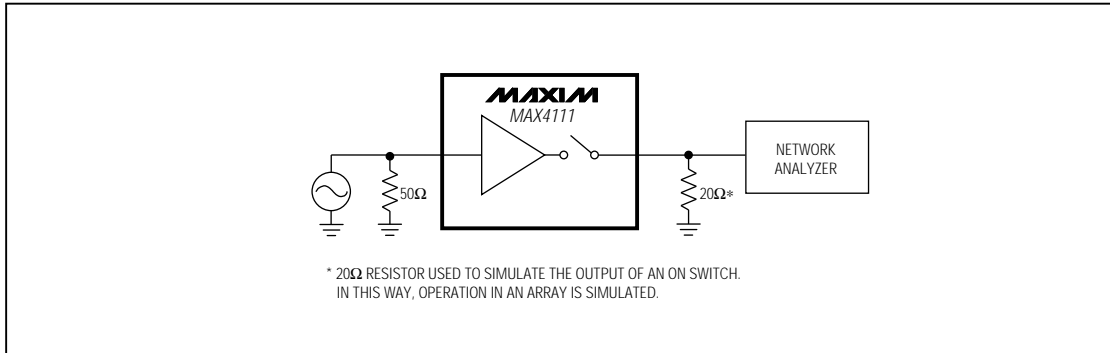 MAXIM
MAX4111
50Ω
20Ω*
NETWORK
ANALYZER
* 20Ω RESISTOR USED TO SIMULATE THE OUTPUT OF AN ON SWITCH.
IN THIS WAY, OPERATION IN AN ARRAY IS SIMULATED.